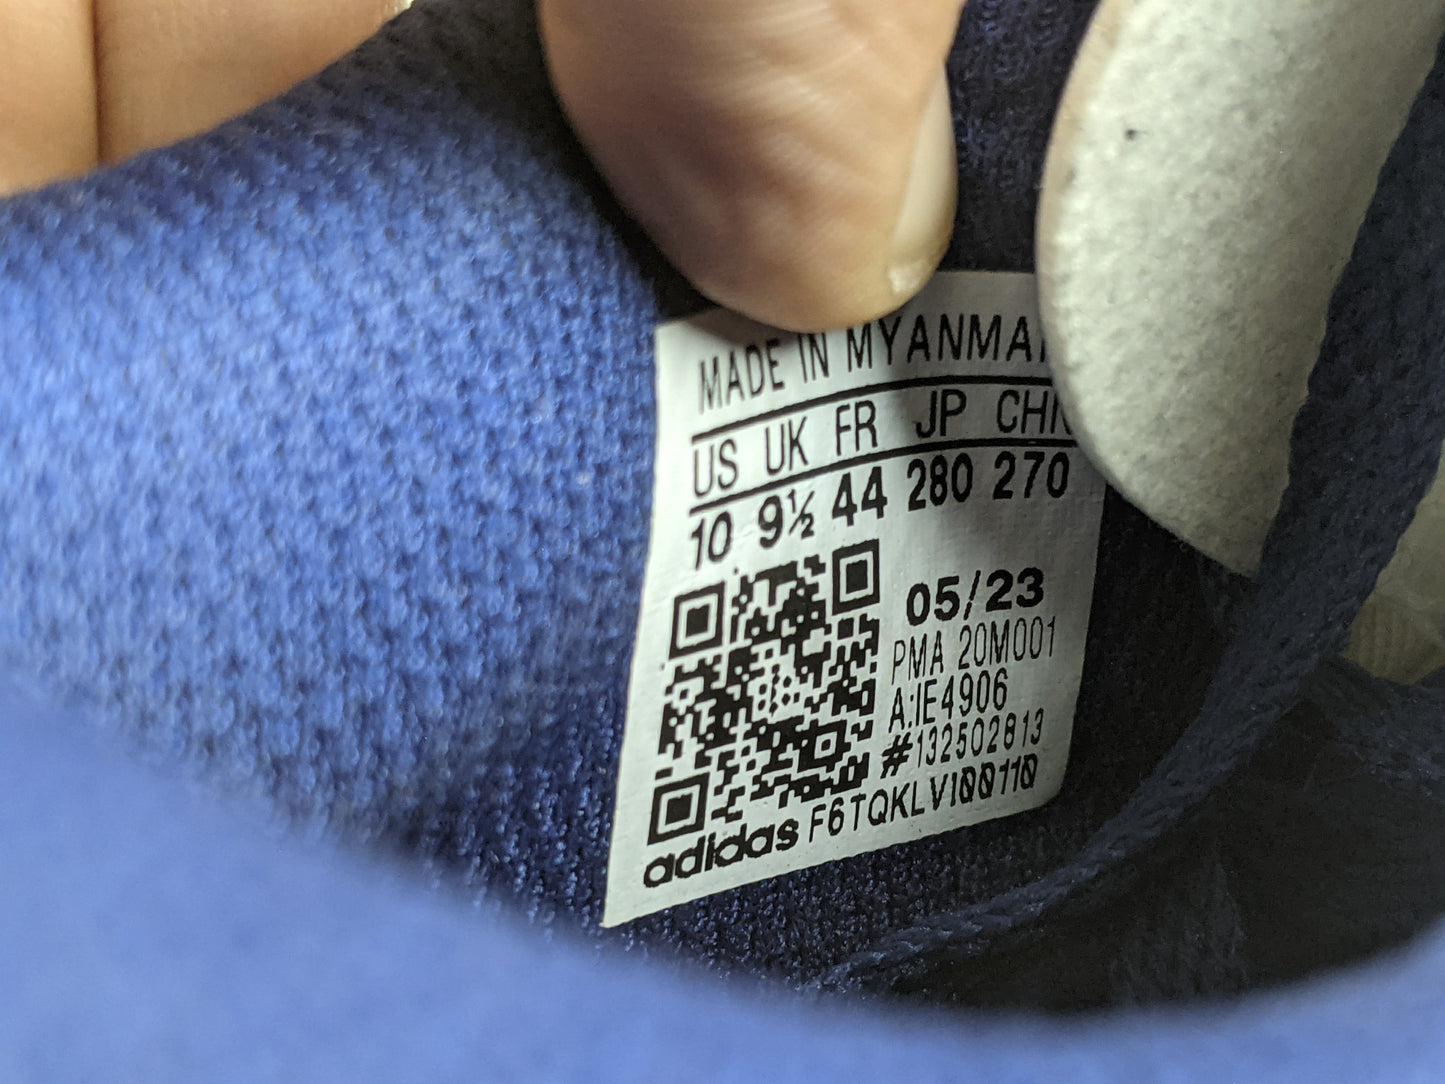 MADE IN MYANMA
US UK FR JP CHN
10 9½ 44 280 270
05/23
PMA 20M001
A:IE4906
#132502813
adidas F6TQKLVI00110